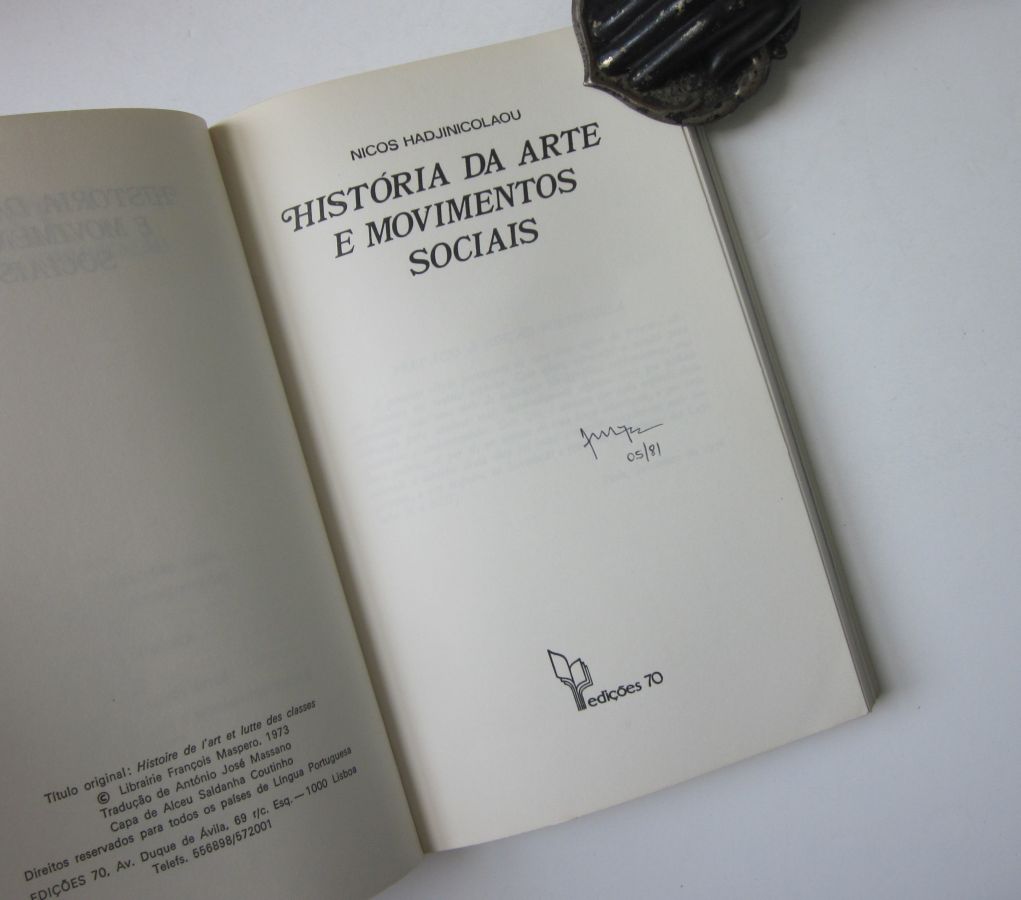 Título original: Histoire de l'art et lutte des classes
© Librairie François Maspero, 1973
Tradução de António José Massano
Capa de Alceu Saldanha Coutinho
Direitos reservados para todos os países de Língua Portuguesa
EDIÇÕES 70, Av. Duque de Ávila, 69 r/c. Esq. — 1000 Lisboa
Telefs. 556898/572001
NICOS HADJINICOLAOU
HISTÓRIA DA ARTE
E MOVIMENTOS
SOCIAIS
05/81
edições 70